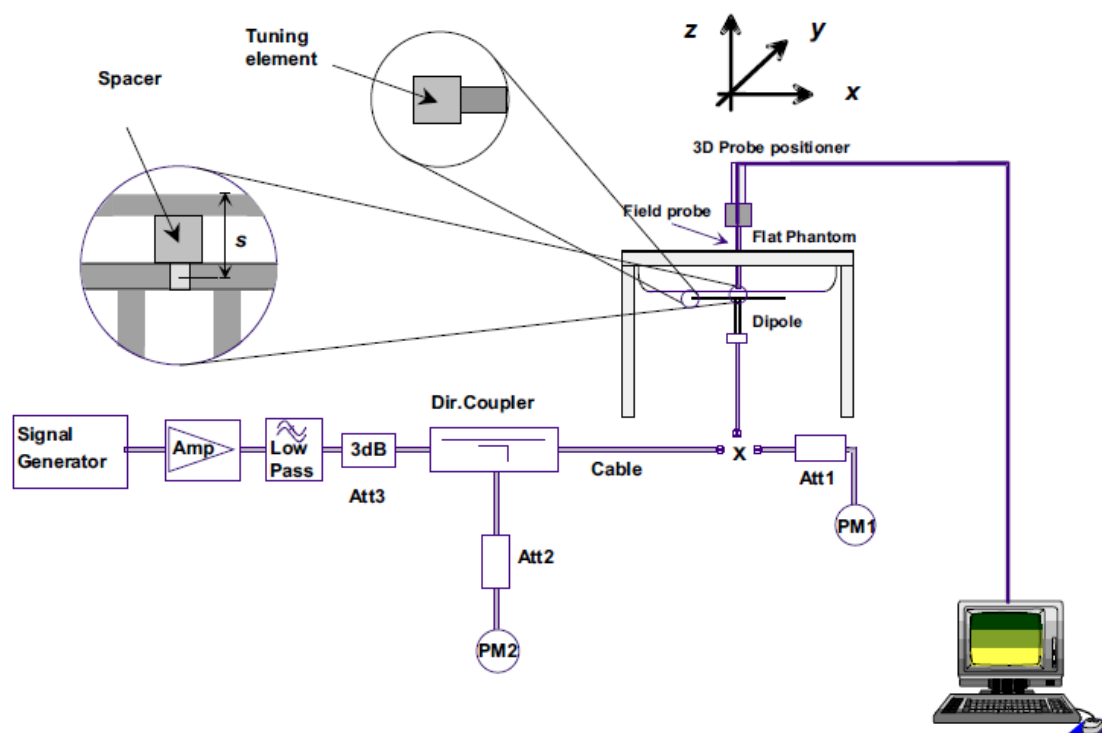 Tuning
element
Spacer
z
y
x
s
3D Probe positioner
Field probe
Flat Phantom
Dipole
Dir.Coupler
Signal
Generator
Amp
Low
Pass
3dB
Att3
Cable
X
Att1
PM1
Att2
PM2